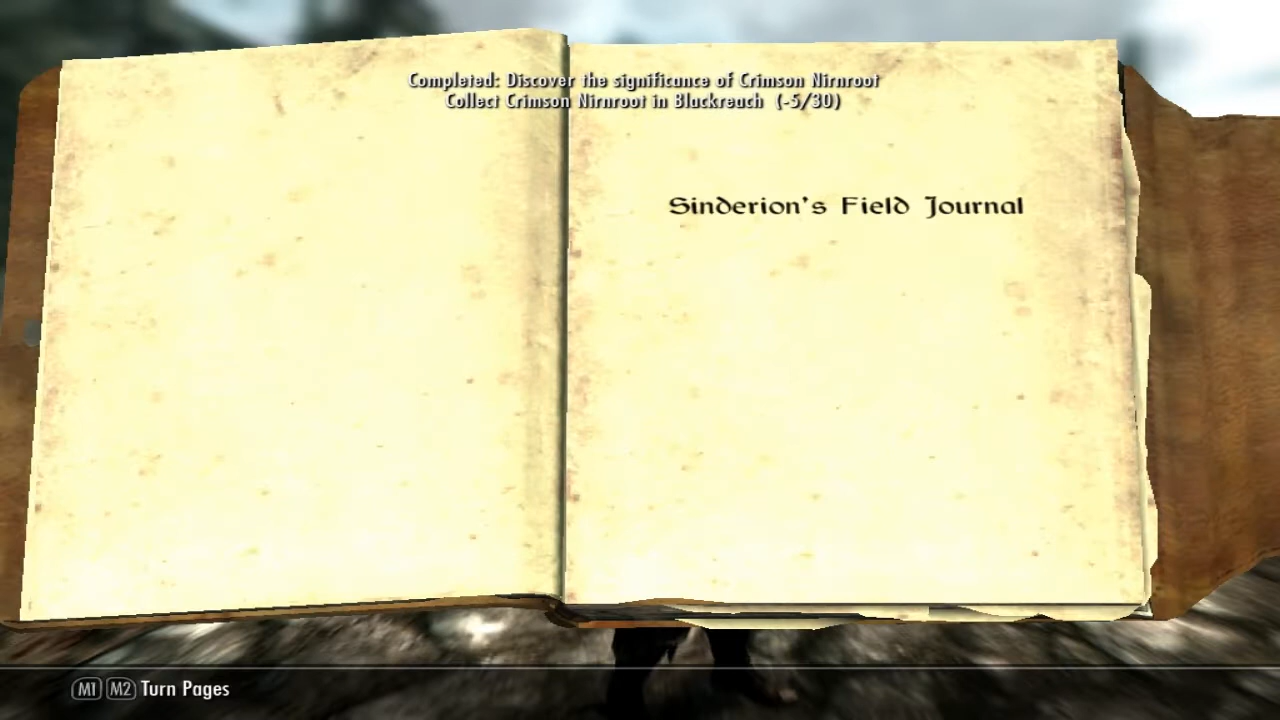 Completed: Discover the significance of Crimson Nirnroot
Collect Crimson Nirnroot in Blackreach (-5/30)
Sinderion's Field Journal
M1 M2 Turn Pages